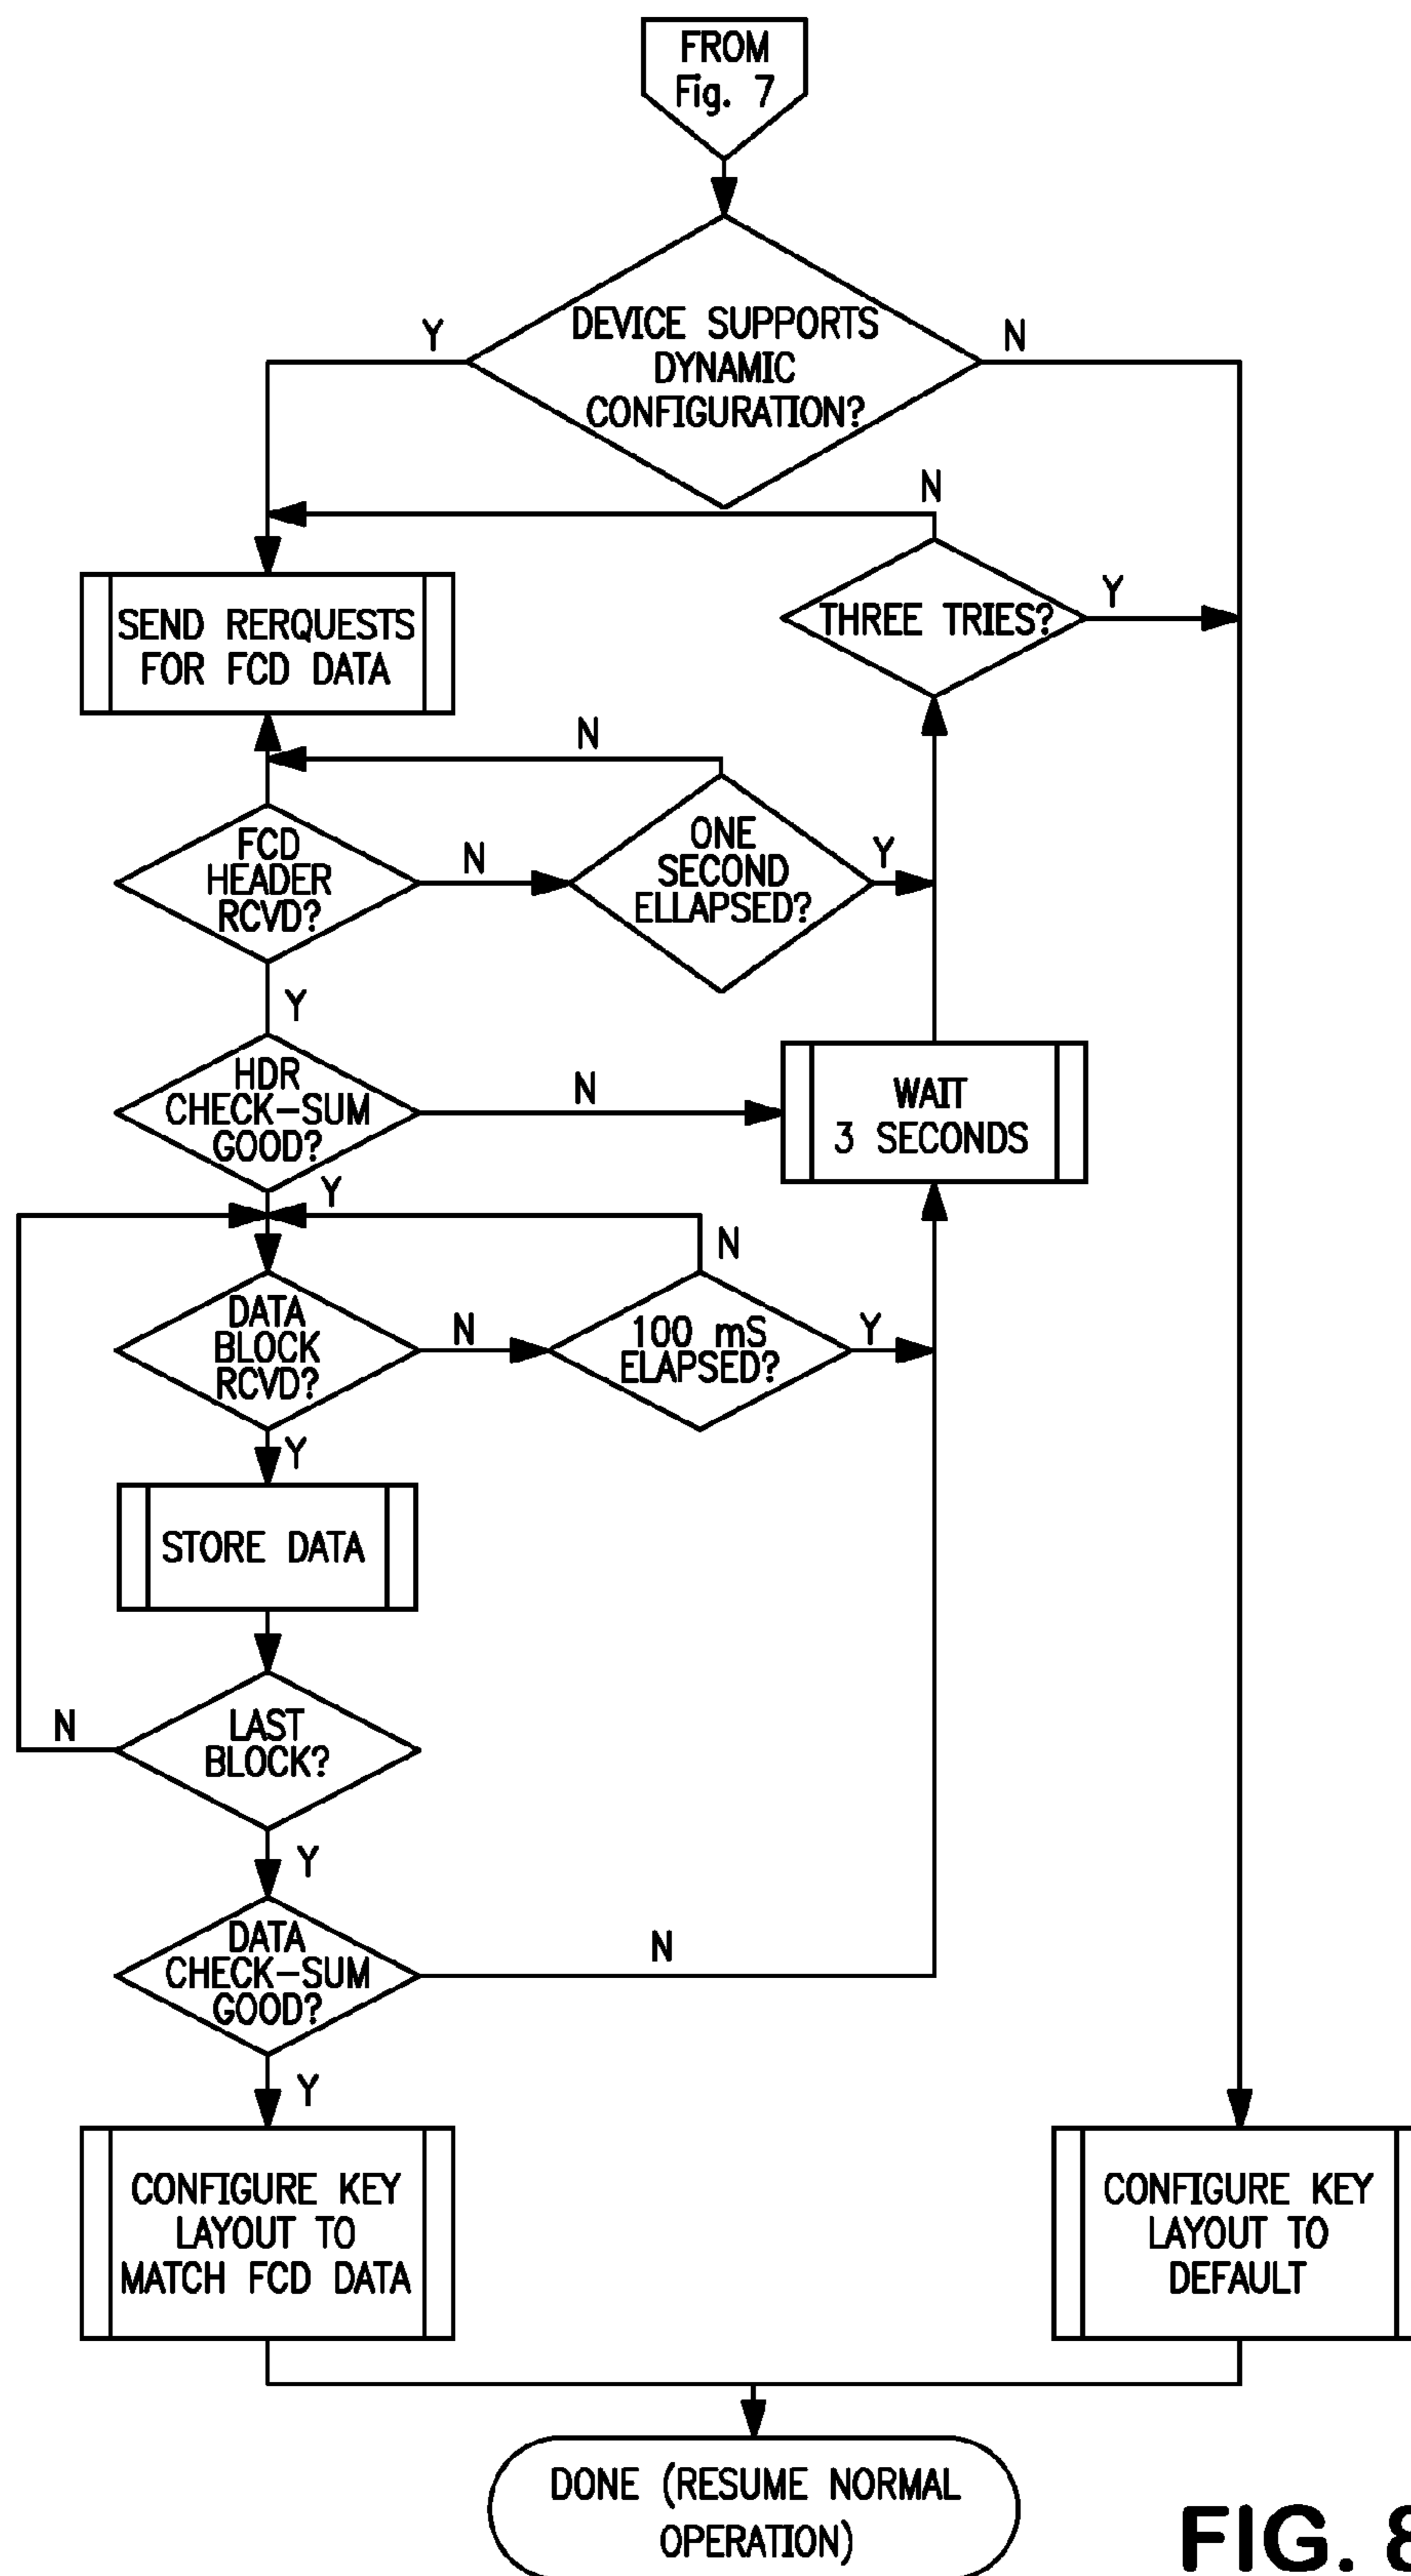 FROM
Fig. 7
DEVICE SUPPORTS
DYNAMIC
CONFIGURATION?
Y
N
N
THREE TRIES?
Y
SEND RERQUESTS
FOR FCD DATA
N
FCD
HEADER
RCVD?
N
ONE
SECOND
ELLAPSED?
Y
Y
HDR
CHECK-SUM
GOOD?
N
WAIT
3 SECONDS
Y
N
DATA
BLOCK
RCVD?
N
100 mS
ELAPSED?
Y
Y
STORE DATA
LAST
BLOCK?
N
Y
DATA
CHECK-SUM
GOOD?
N
Y
CONFIGURE KEY
LAYOUT TO
MATCH FCD DATA
CONFIGURE KEY
LAYOUT TO
DEFAULT
DONE (RESUME NORMAL
OPERATION)
FIG. 8